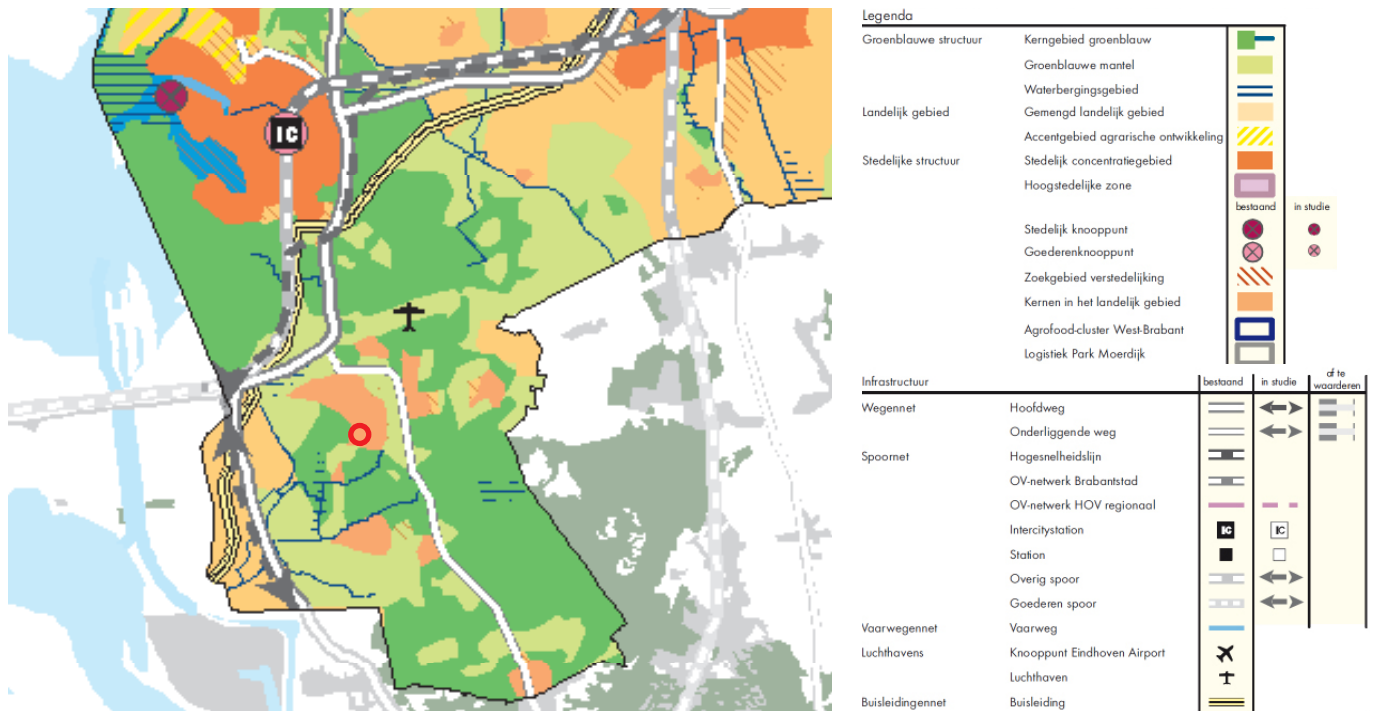 IC
Legenda
Groenblauwe structuur Kerngebied groenblauw
Groenblauwe mantel
Waterbergingsgebied
Landelijk gebied Gemengd landelijk gebied
Accentgebied agrarische ontwikkeling
Stedelijke structuur Stedelijk concentratiegebied
Hoogstedelijke zone
bestaand in studie
Stedelijk knooppunt
Goederenknooppunt
Zoekgebied verstedelijking
Kernen in het landelijk gebied
Agrofood-cluster West-Brabant
Logistiek Park Moerdijk
Infrastructuur bestaand in studie af te waarderen
Wegennet Hoofdweg
Onderliggende weg
Spoornet Hogesnelheidslijn
OV-netwerk Brabantstad
OV-netwerk HOV regionaal
Intercitystation IC IC
Station
Overig spoor
Goederen spoor
Vaarwegennet Vaarweg
Luchthavens Knooppunt Eindhoven Airport
Luchthaven
Buisleidingennet Buisleiding